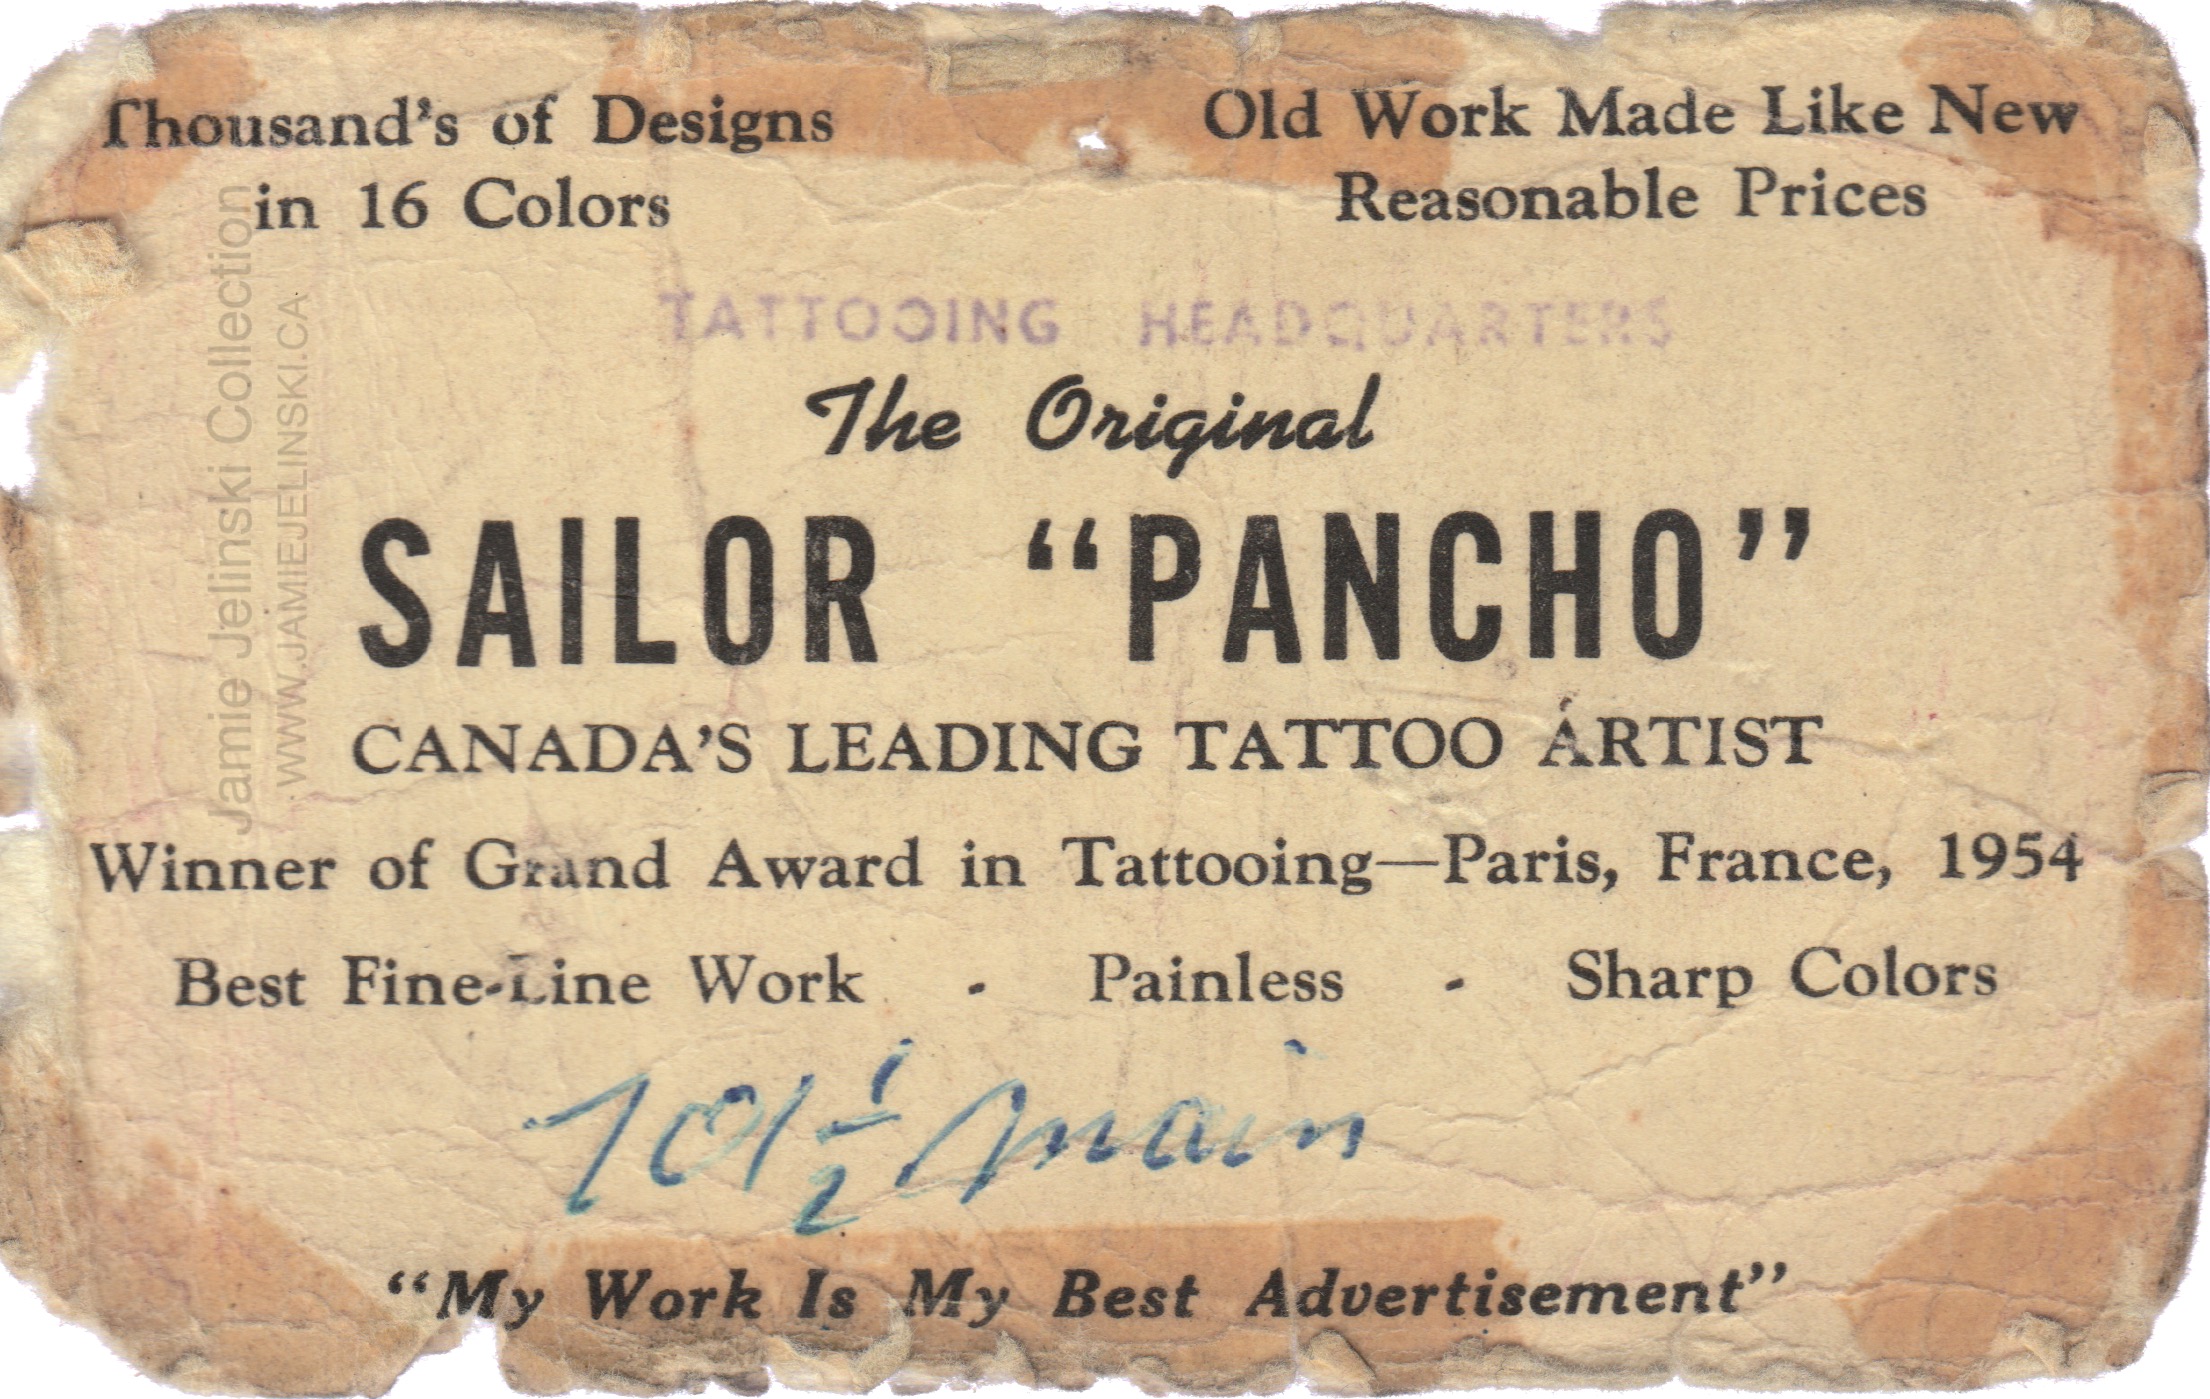 Thousand's of Designs
in 16 Colors
Old Work Made Like New
Reasonable Prices
TATTOOING HEADQUARTERS
The Original
SAILOR “PANCHO”
CANADA'S LEADING TATTOO ARTIST
Winner of Grand Award in Tattooing—Paris, France, 1954
Best Fine-Line Work - Painless - Sharp Colors
701 1/2 Main
“My Work Is My Best Advertisement”
Jamie Jelinski Collection
WWW.JAMIEJELINSKI.CA